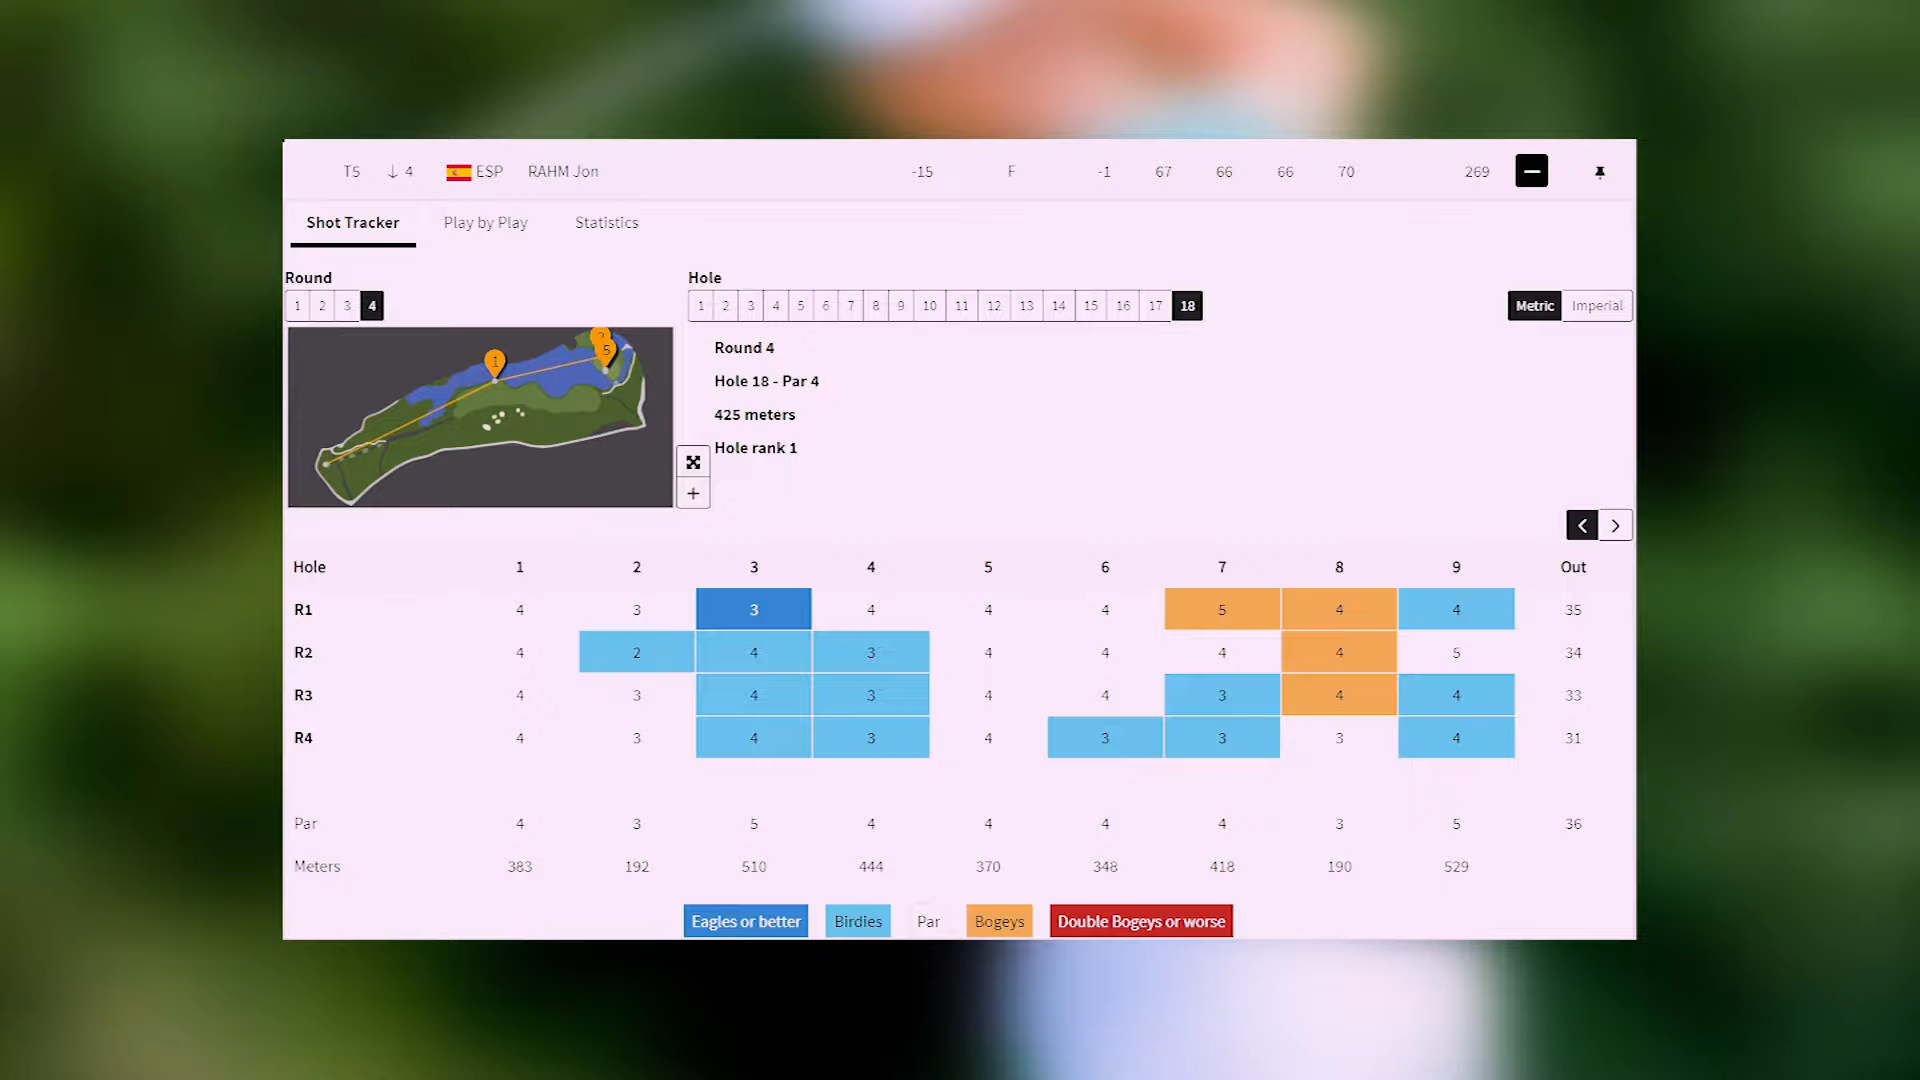 T5 ↓ 4 ESP RAHM Jon -15 F -1 67 66 66 70 269
Shot Tracker Play by Play Statistics
Round Hole
1 2 3 4 1 2 3 4 5 6 7 8 9 10 11 12 13 14 15 16 17 18 Metric Imperial
1 5
Round 4
Hole 18 - Par 4
425 meters
Hole rank 1
Hole 1 2 3 4 5 6 7 8 9 Out
R1 4 3 3 4 4 4 5 4 4 35
R2 4 2 4 3 4 4 4 4 5 34
R3 4 3 4 3 4 4 3 4 4 33
R4 4 3 4 3 4 3 3 3 4 31
Par 4 3 5 4 4 4 4 3 5 36
Meters 383 192 510 444 370 348 418 190 529
Eagles or better Birdies Par Bogeys Double Bogeys or worse